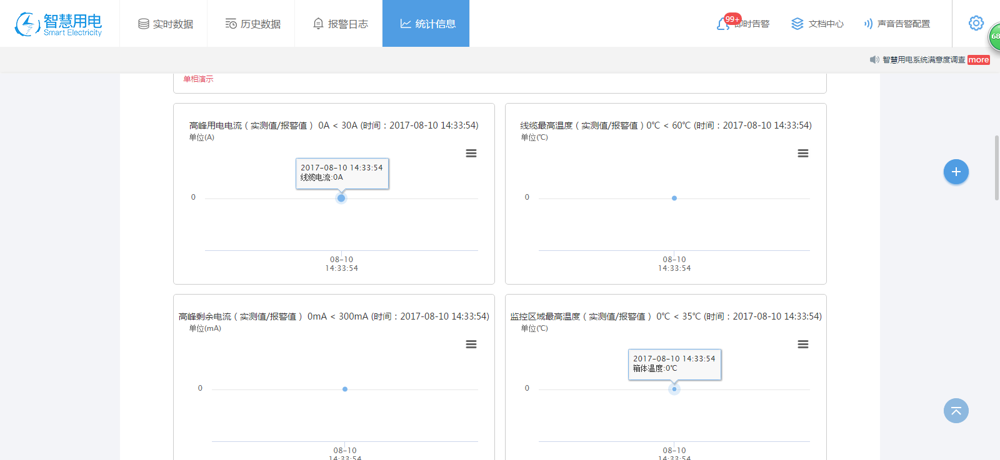 智慧用电
Smart Electricity
实时数据
历史数据
报警日志
统计信息
99+
即时告警
文档中心
声音告警配置
68
智慧用电系统满意度调查 more
单相演示
高峰用电电流（实测值/报警值） 0A < 30A (时间：2017-08-10 14:33:54)
单位(A)
2017-08-10 14:33:54
线缆电流:0A
0
08-10
14:33:54
线缆最高温度（实测值/报警值）0℃ < 60℃ (时间：2017-08-10 14:33:54)
单位(℃)
0
08-10
14:33:54
高峰剩余电流（实测值/报警值） 0mA < 300mA (时间：2017-08-10 14:33:54)
单位(mA)
0
08-10
14:33:54
监控区域最高温度（实测值/报警值） 0℃ < 35℃ (时间：2017-08-10 14:33:54)
单位(℃)
2017-08-10 14:33:54
箱体温度:0℃
0
08-10
14:33:54